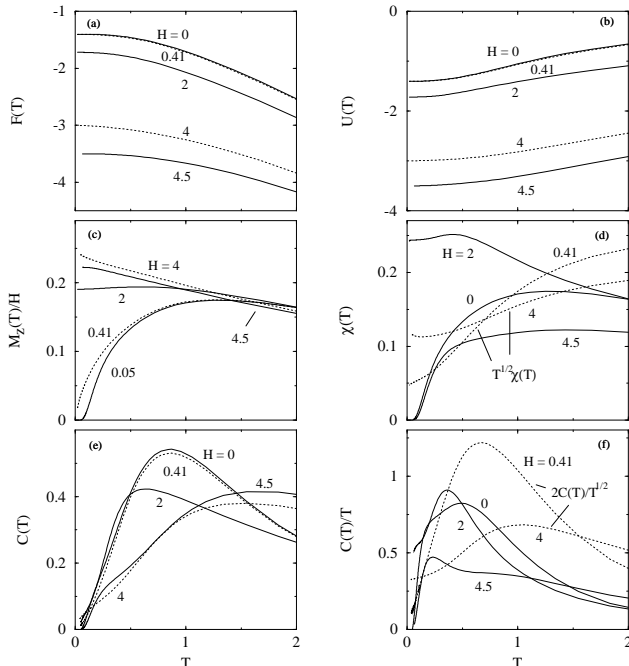 (a)
H = 0
0.41
2
4
4.5
F(T)
-1
-2
-3
-4
(b)
H = 0
0.41
2
4
4.5
U(T)
0
-2
-4
(c)
H = 4
2
0.41
0.05
4.5
M_Z(T)/H
0.2
0.1
0
(d)
H = 2
0.41
0
4
4.5
T^1/2χ(T)
χ(T)
0.3
0.2
0.1
0
(e)
H = 0
0.41
4.5
2
4
C(T)
0.4
0.2
0
0
1
2
T
(f)
H = 0.41
2C(T)/T^1/2
0
2
4
4.5
C(T)/T
1
0.5
0
0
1
2
T